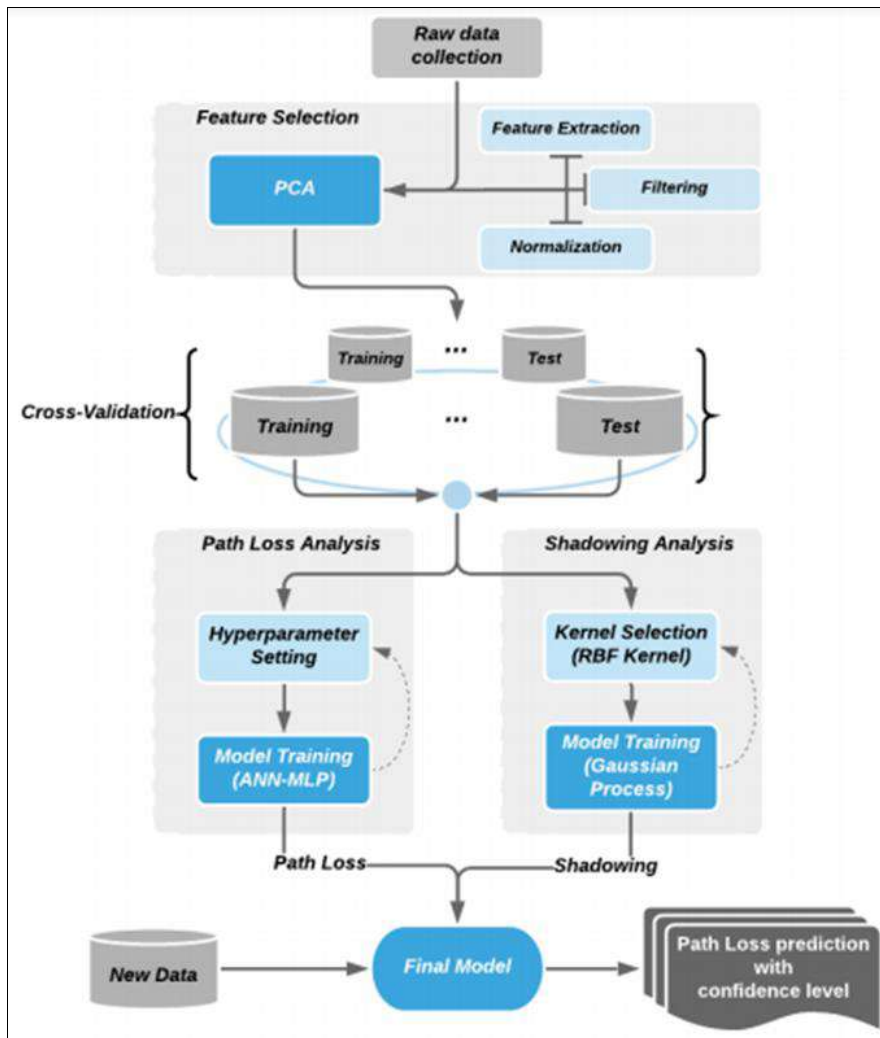 Raw data
collection
Feature Selection
Feature Extraction
PCA
Filtering
Normalization
Training
...
Test
Cross-Validation
Training
...
Test
Path Loss Analysis
Shadowing Analysis
Hyperparameter
Setting
Kernel Selection
(RBF Kernel)
Model Training
(ANN-MLP)
Model Training
(Gaussian
Process)
Path Loss
Shadowing
New Data
Final Model
Path Loss prediction
with
confidence level